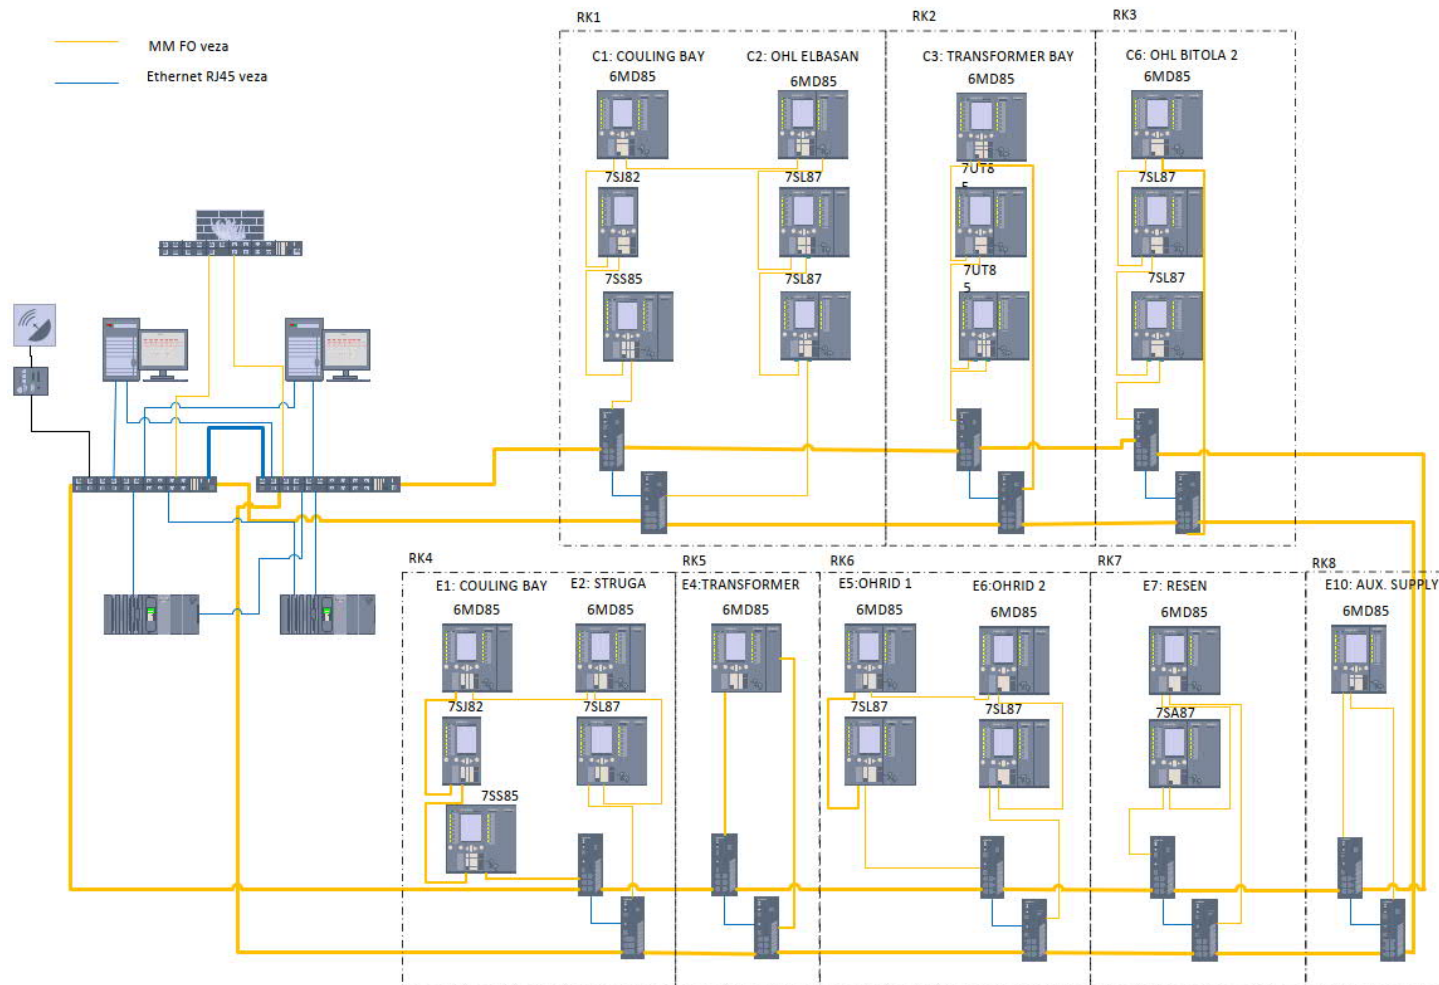 MM FO veza
Ethernet RJ45 veza
RK1
RK2
RK3
C1: COULING BAY
C2: OHL ELBASAN
C3: TRANSFORMER BAY
C6: OHL BITOLA 2
6MD85
6MD85
6MD85
6MD85
7SJ82
7SL87
7UT8
5
7SL87
7SS85
7SL87
7UT8
5
7SL87
RK4
RK5
RK6
RK7
RK8
E1: COULING BAY
E2: STRUGA
E4:TRANSFORMER
E5:OHRID 1
E6:OHRID 2
E7: RESEN
E10: AUX. SUPPLY
6MD85
6MD85
6MD85
6MD85
6MD85
6MD85
6MD85
7SJ82
7SL87
7SL87
7SL87
7SA87
7SS85